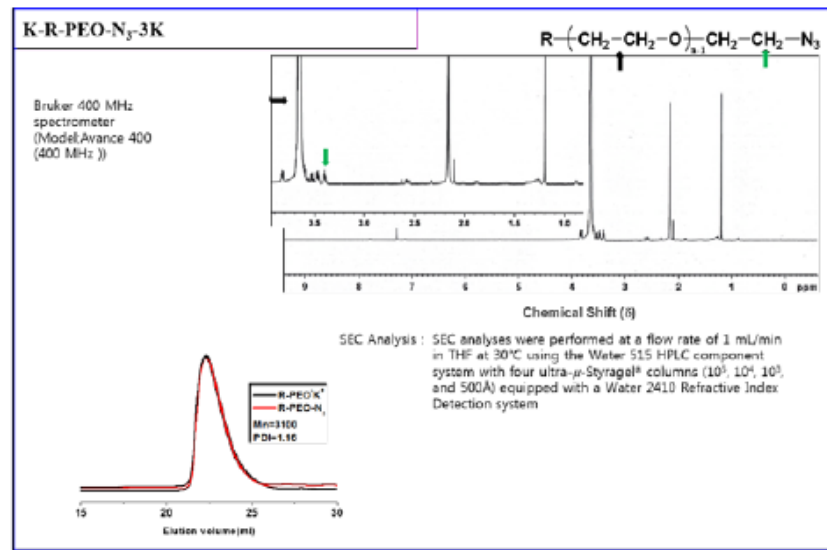 K-R-PEO-N₃-3K
R-(CH₂-CH₂-O)-CH₂-CH₂-N₃
n-1
Bruker 400 MHz
spectrometer
(Model:Avance 400
(400 MHz ))
3.5 3.0 2.5 2.0 1.5 1.0
9 8 7 6 5 4 3 2 1 0 ppm
Chemical Shift (δ)
SEC Analysis : SEC analyses were performed at a flow rate of 1 mL/min
in THF at 30℃ using the Water 515 HPLC component
system with four ultra-μ-Styragel® columns (10⁵, 10⁴, 10³,
and 500Å) equipped with a Water 2410 Refractive Index
Detection system
R-PEO⁻K⁺
R-PEO-N₃
Mn=3100
PDI=1.16
15 20 25 30
Elution volume(ml)